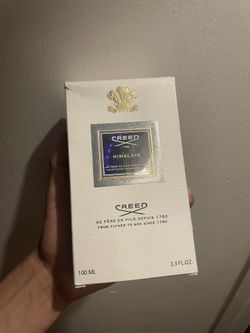 CREED
1760
HIMALAYA
CREED
DE PÈRE EN FILS DEPUIS 1760
FROM FATHER TO SON SINCE 1760
100 ML
3.3 FL.OZ.